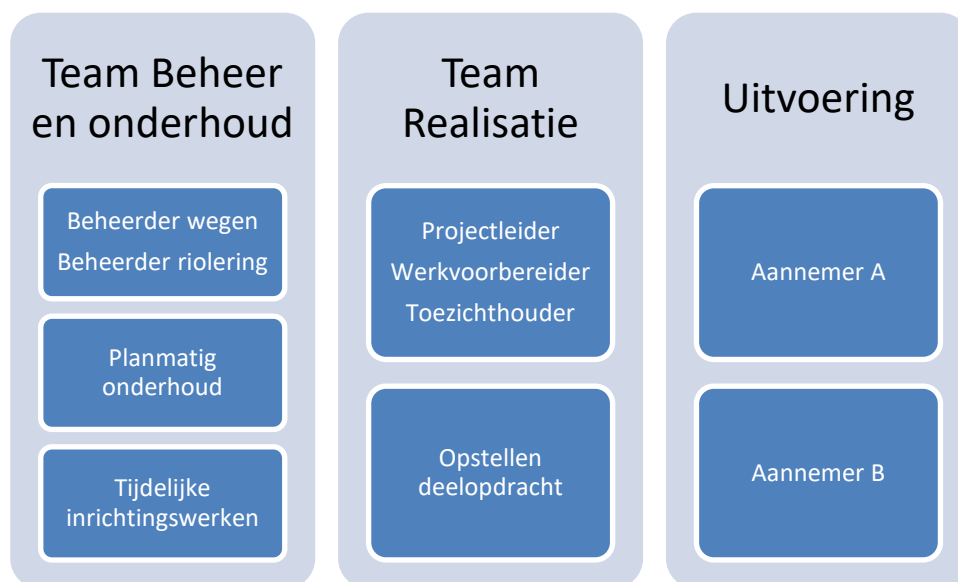 Team Beheer
en onderhoud
Beheerder wegen
Beheerder riolering
Planmatig
onderhoud
Tijdelijke
inrichtingswerken
Team
Realisatie
Projectleider
Werkvoorbereider
Toezichthouder
Opstellen
deelopdracht
Uitvoering
Aannemer A
Aannemer B